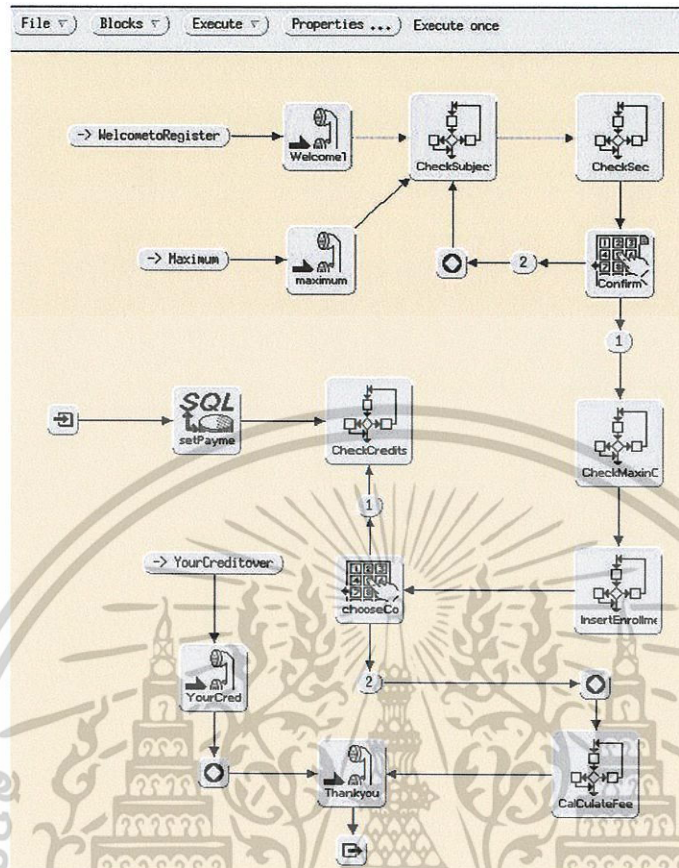 File Blocks Execute Properties ... Execute once
-> WelcometoRegister
Welcome1
CheckSubjec
CheckSec
-> Maximum
maximum
2
Confirm
1
SQL
setPayme
CheckCredits
CheckMaxinC
1
-> YourCreditover
chooseCo
InsertEnrollme
YourCred
2
Thankyou
CalCulateFee